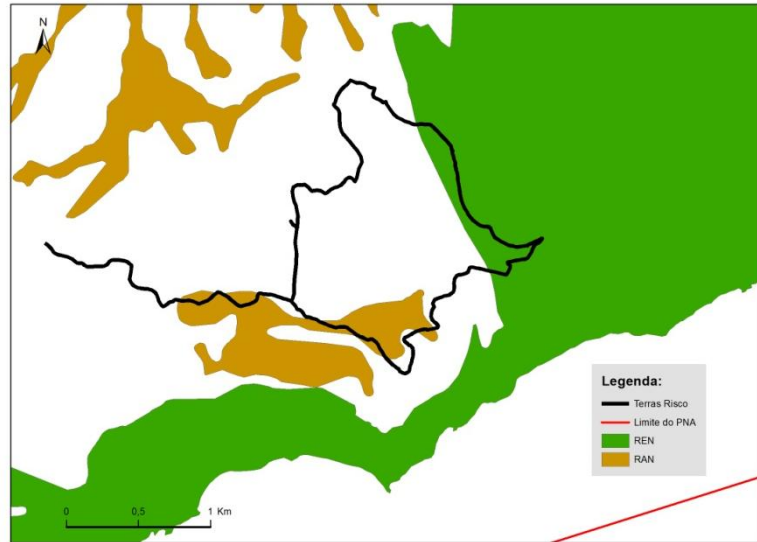 N
Legenda:
Terras Risco
Limite do PNA
REN
RAN
0 0,5 1 Km